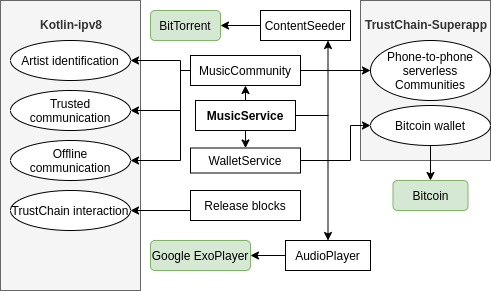 Kotlin-ipv8
BitTorrent
ContentSeeder
TrustChain-Superapp
Artist identification
MusicCommunity
Phone-to-phone
serverless
Communities
Trusted
communication
MusicService
Bitcoin wallet
Offline
communication
WalletService
Bitcoin
TrustChain interaction
Release blocks
Google ExoPlayer
AudioPlayer